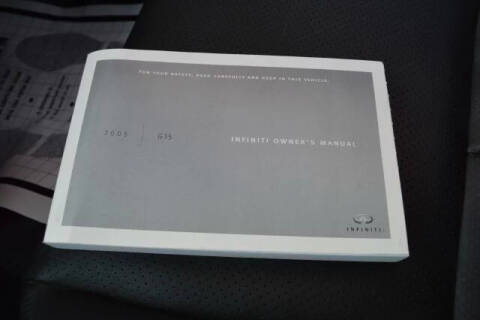 FOR YOUR SAFETY, READ CAREFULLY AND KEEP IN THIS VEHICLE.
2005 G35 INFINITI OWNER'S MANUAL
INFINITI